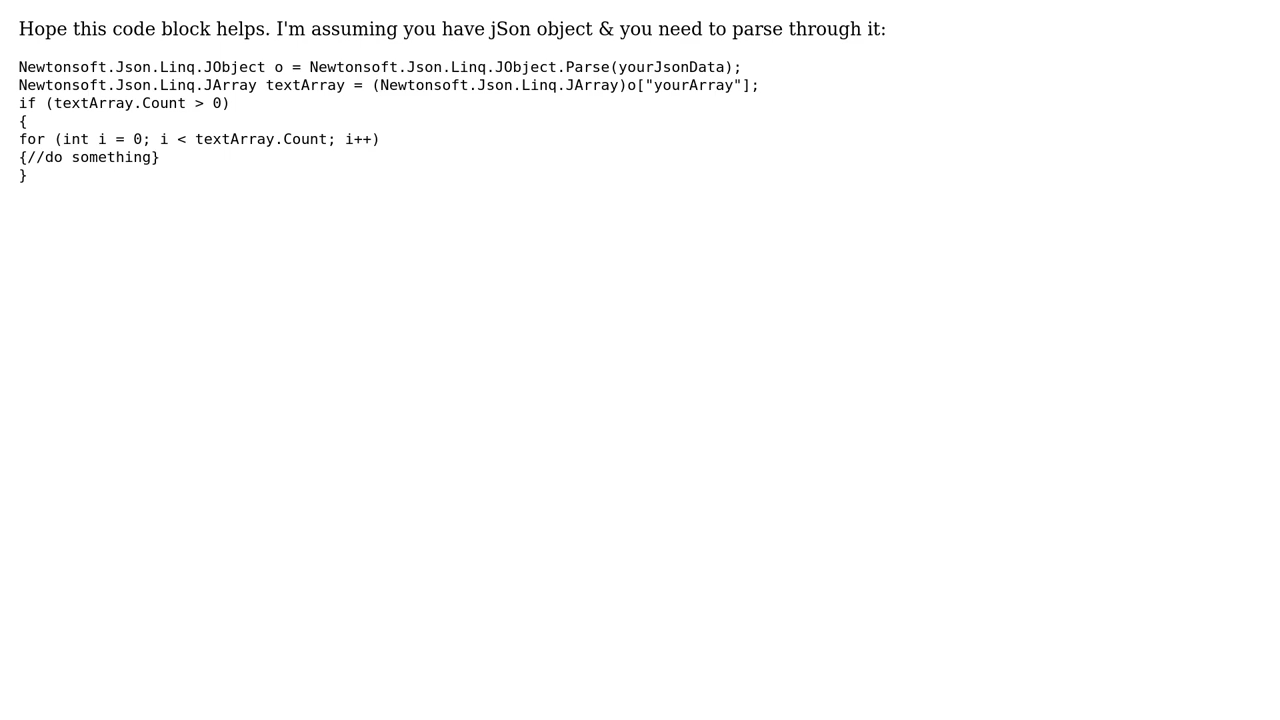 Hope this code block helps. I'm assuming you have jSon object & you need to parse through it:
Newtonsoft.Json.Linq.JObject o = Newtonsoft.Json.Linq.JObject.Parse(yourJsonData);
Newtonsoft.Json.Linq.JArray textArray = (Newtonsoft.Json.Linq.JArray)o["yourArray"];
if (textArray.Count > 0)
{
for (int i = 0; i < textArray.Count; i++)
{//do something}
}